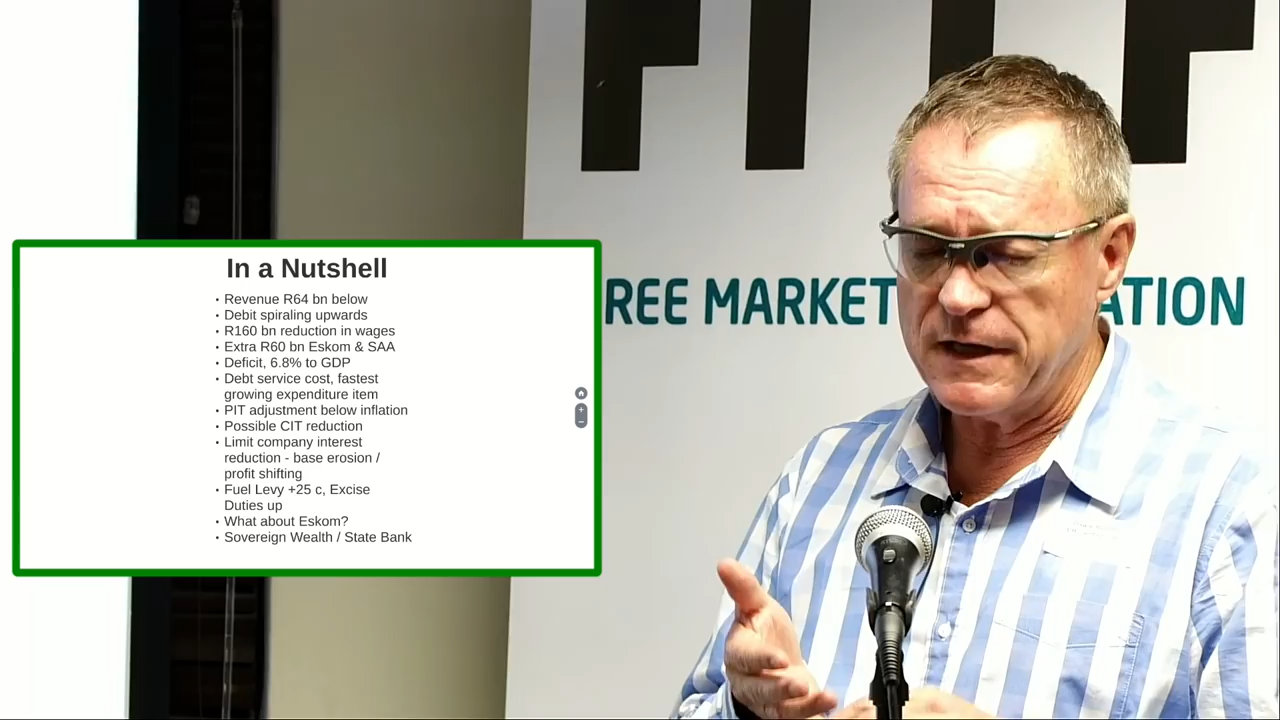 In a Nutshell
• Revenue R64 bn below
• Debit spiraling upwards
• R160 bn reduction in wages
• Extra R60 bn Eskom & SAA
• Deficit, 6.8% to GDP
• Debt service cost, fastest
growing expenditure item
• PIT adjustment below inflation
• Possible CIT reduction
• Limit company interest
reduction - base erosion /
profit shifting
• Fuel Levy +25 c, Excise
Duties up
• What about Eskom?
• Sovereign Wealth / State Bank
REE MARKET ATION